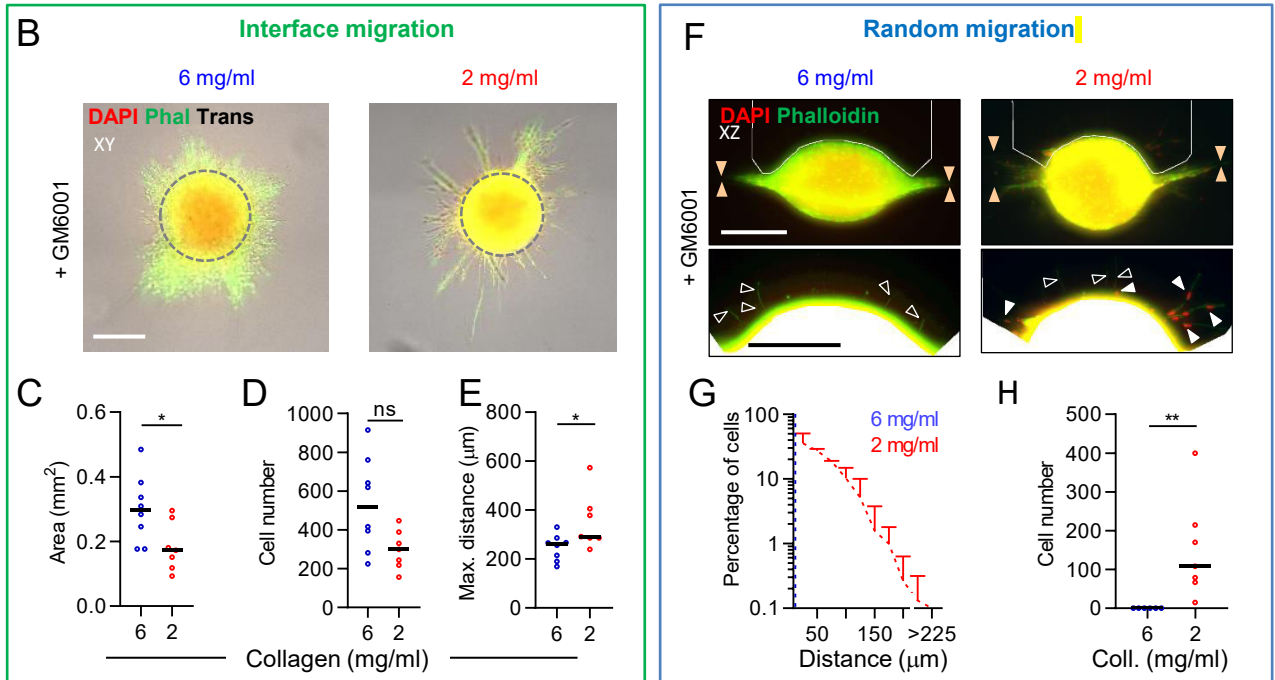 B
Interface migration
6 mg/ml
2 mg/ml
DAPI Phal Trans
XY
+ GM6001
C
Area (mm2)
0.6
0.4
0.2
0.0
*
6
2
D
Cell number
1000
800
600
400
200
0
ns
6
2
E
Max. distance (μm)
800
600
400
200
0
*
6
2
Collagen (mg/ml)
F
Random migration
6 mg/ml
2 mg/ml
DAPI Phalloidin
XZ
+ GM6001
G
Percentage of cells
100
10
1
0.1
6 mg/ml
2 mg/ml
50
150
>225
Distance (μm)
H
Cell number
500
400
300
200
100
0
**
6
2
Coll. (mg/ml)